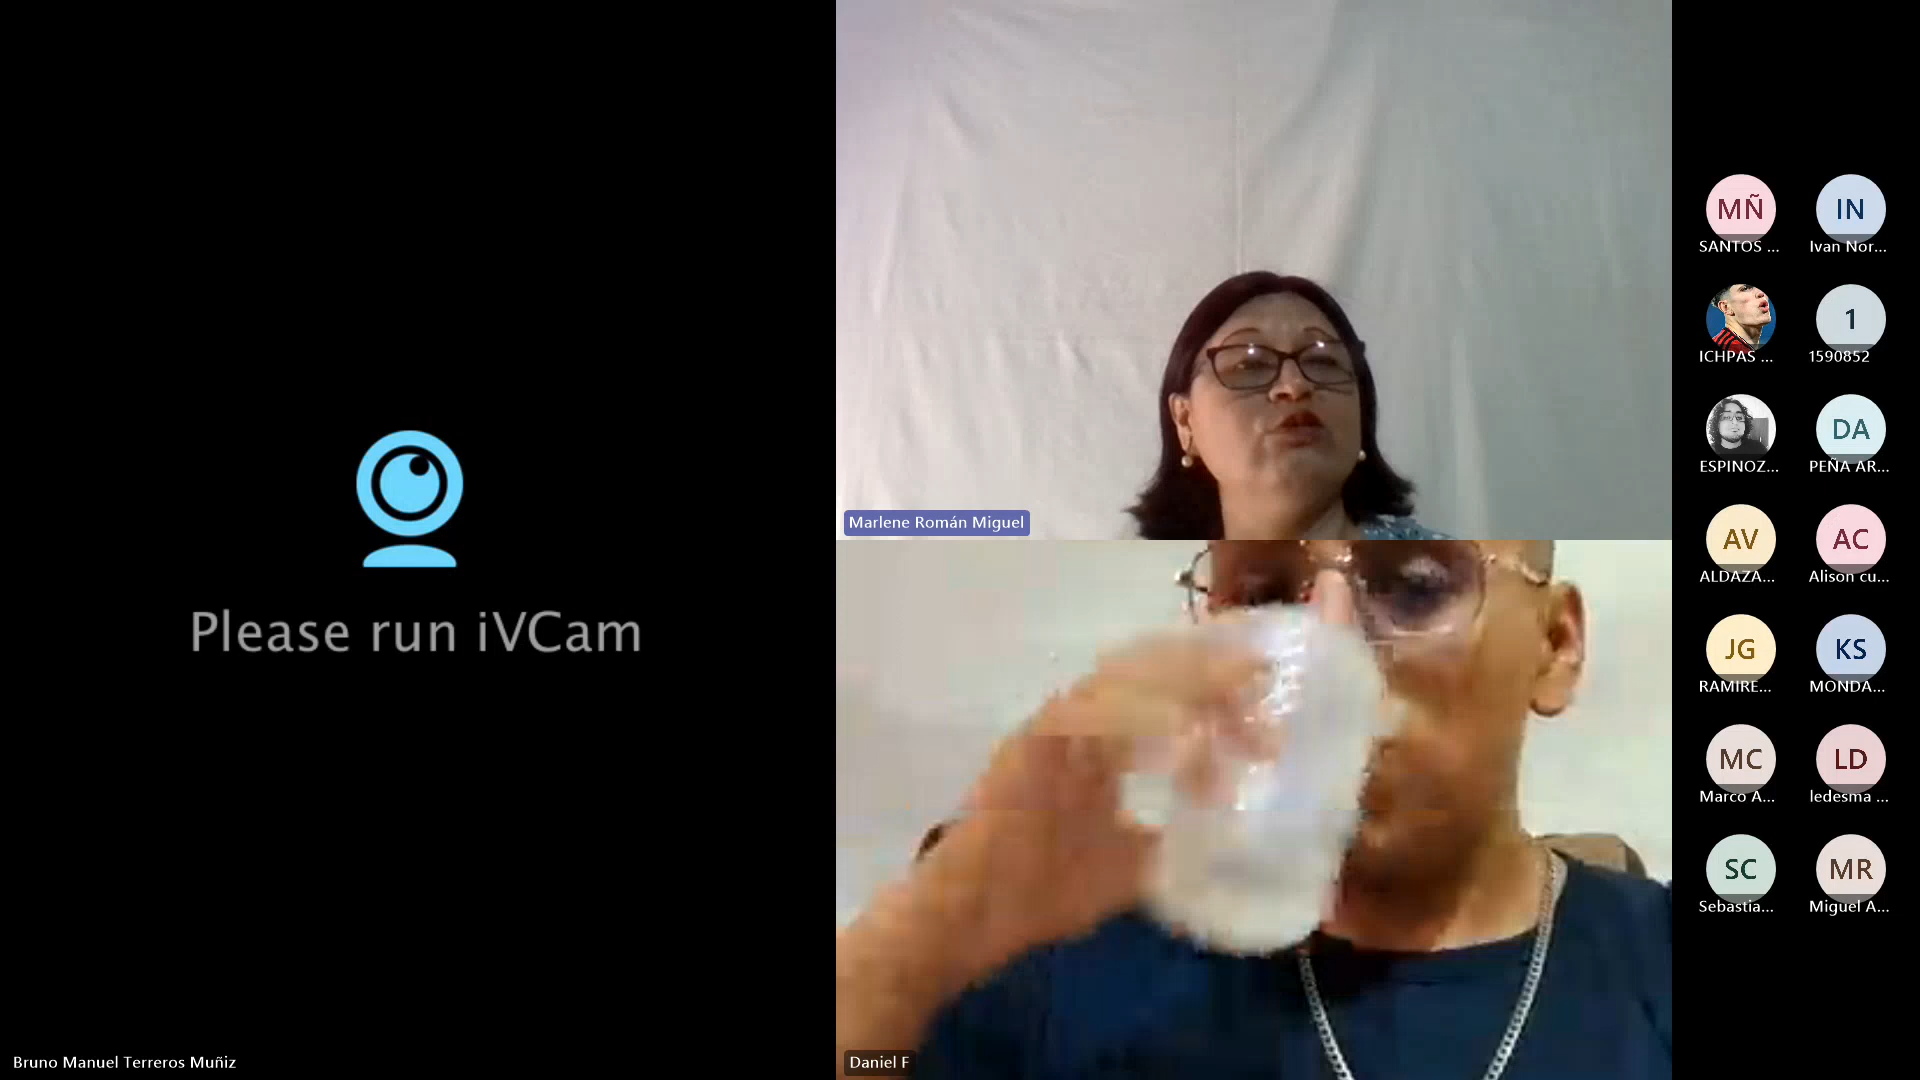 Please run iVCam
Bruno Manuel Terreros Muñiz
Marlene Román Miguel
Daniel F
MÑ
SANTOS ...
IN
Ivan Nor...
ICHPAS ...
1
1590852
ESPINOZ...
DA
PEÑA AR...
AV
ALDAZA...
AC
Alison cu...
JG
RAMIRE...
KS
MONDA...
MC
Marco A...
LD
ledesma ...
SC
Sebastia...
MR
Miguel A...